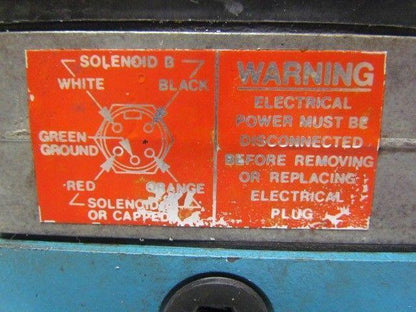 SOLENOID B
WHITE
BLACK
GREEN
GROUND
RED
ORANGE
SOLENOID
OR CAPPED
WARNING
ELECTRICAL
POWER MUST BE
DISCONNECTED
BEFORE REMOVING
OR REPLACING
ELECTRICAL
PLUG